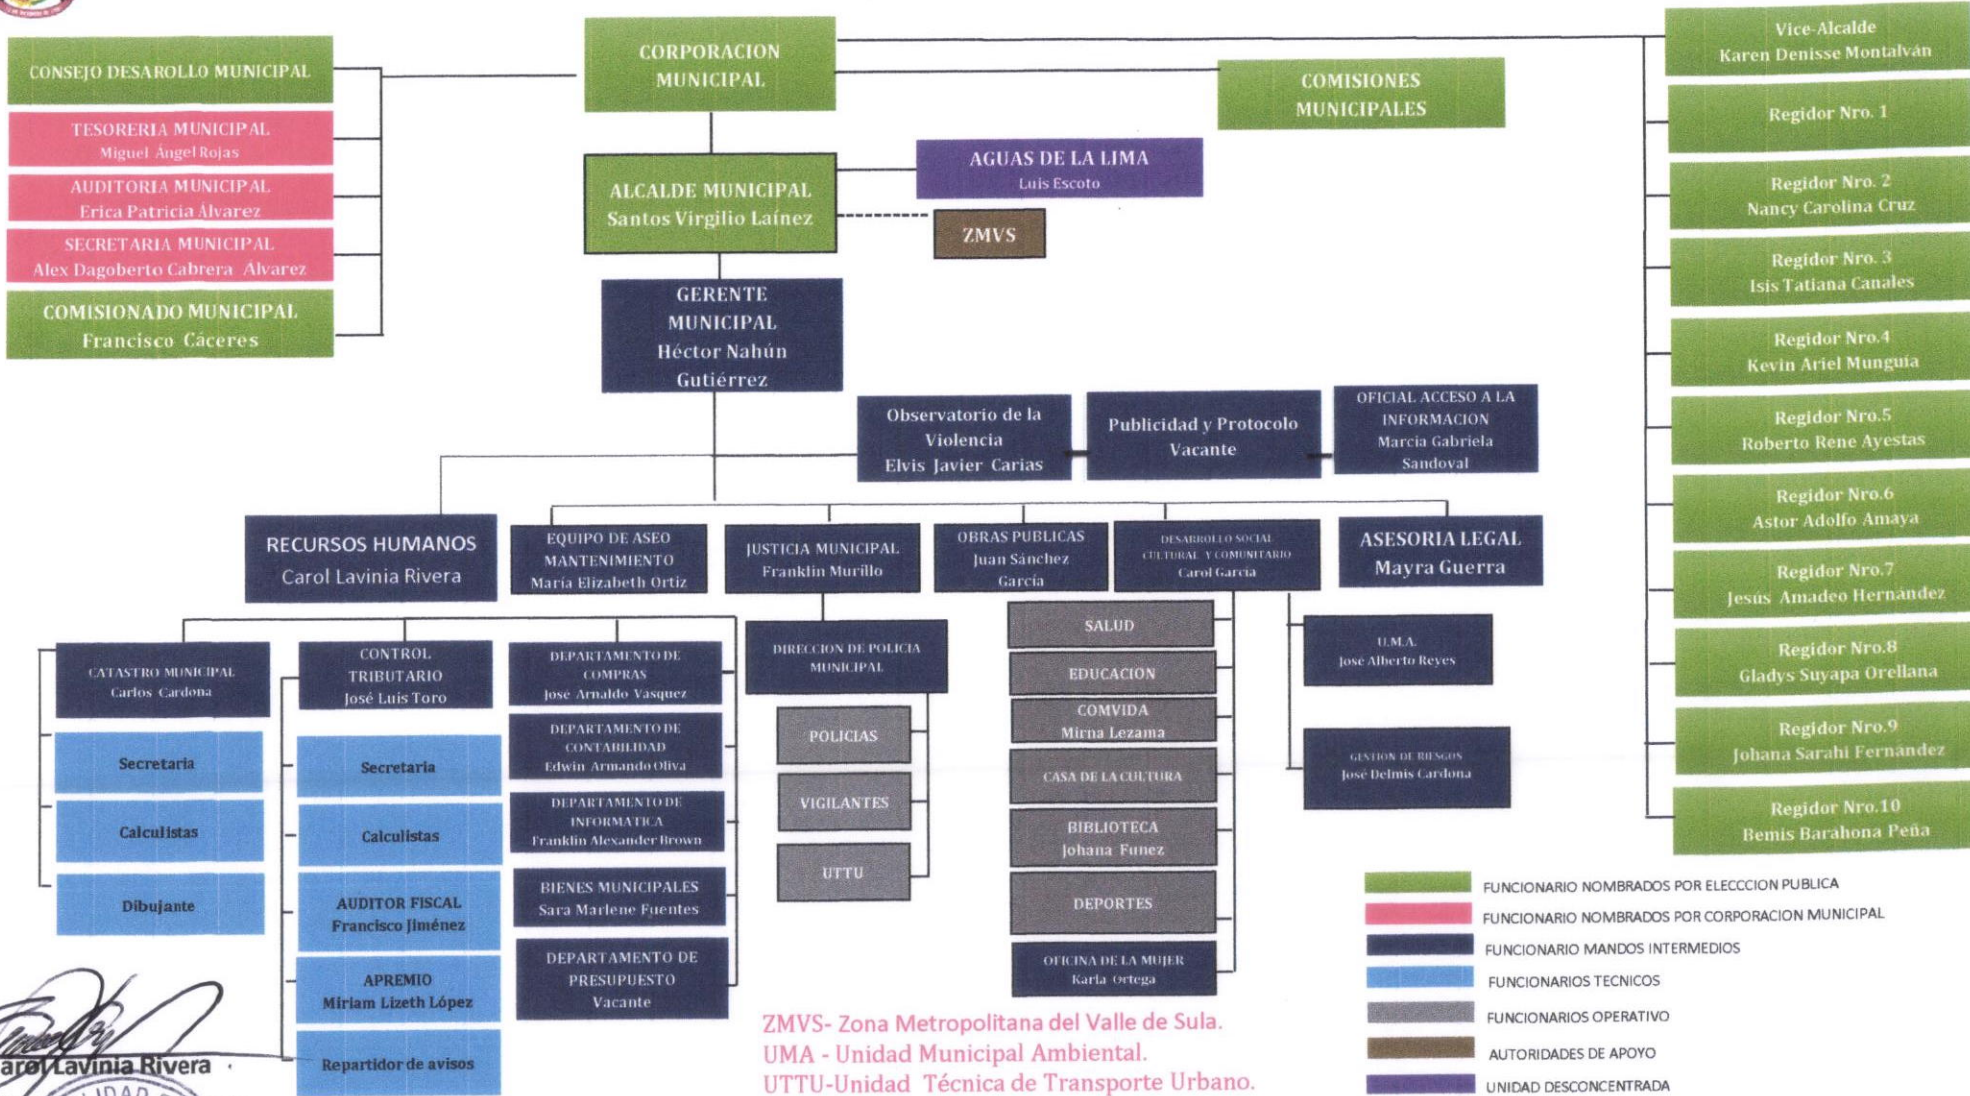 CONSEJO DESAROLLO MUNICIPAL
TESORERIA MUNICIPAL
Miguel Ángel Rojas
AUDITORIA MUNICIPAL
Erica Patricia Álvarez
SECRETARIA MUNICIPAL
Alex Dagoberto Cabrera Álvarez
COMISIONADO MUNICIPAL
Francisco Cáceres
CORPORACION
MUNICIPAL
COMISIONES
MUNICIPALES
ALCALDE MUNICIPAL
Santos Virgilio Laínez
AGUAS DE LA LIMA
Luis Escoto
ZMVS
GERENTE
MUNICIPAL
Héctor Nahún
Gutiérrez
Vice-Alcalde
Karen Denisse Montalván
Regidor Nro. 1
Regidor Nro. 2
Nancy Carolina Cruz
Regidor Nro. 3
Isis Tatiana Canales
Regidor Nro.4
Kevin Ariel Munguía
Regidor Nro.5
Roberto Rene Ayestas
Regidor Nro.6
Astor Adolfo Amaya
Regidor Nro.7
Jesús Amadeo Hernández
Regidor Nro.8
Gladys Suyapa Orellana
Regidor Nro.9
Johana Sarahi Fernández
Regidor Nro.10
Bemis Barahona Peña
Observatorio de la
Violencia
Elvis Javier Carias
Publicidad y Protocolo
Vacante
OFICIAL ACCESO A LA
INFORMACION
Marcia Gabriela
Sandoval
RECURSOS HUMANOS
Carol Lavinia Rivera
EQUIPO DE ASEO
MANTENIMIENTO
María Elizabeth Ortiz
JUSTICIA MUNICIPAL
Franklin Murillo
OBRAS PUBLICAS
Juan Sánchez
García
DESARROLLO SOCIAL
CULTURAL Y COMUNITARIO
Carol García
ASESORIA LEGAL
Mayra Guerra
CATASTRO MUNICIPAL
Carlos Cardona
Secretaria
Calculistas
Dibujante
CONTROL
TRIBUTARIO
José Luis Toro
Secretaria
Calculistas
AUDITOR FISCAL
Francisco Jiménez
APREMIO
Miriam Lizeth López
Repartidor de avisos
DEPARTAMENTO DE
COMPRAS
José Arnaldo Vasquez
DEPARTAMENTO DE
CONTABILIDAD
Edwin Armando Oliva
DEPARTAMENTO DE
INFORMATICA
Franklin Alexander Brown
BIENES MUNICIPALES
Sara Marlene Fuentes
DEPARTAMENTO DE
PRESUPUESTO
Vacante
DIRECCION DE POLICIA
MUNICIPAL
POLICIAS
VIGILANTES
UTTU
SALUD
EDUCACION
COMVIDA
Mirna Lezama
CASA DE LA CULTURA
BIBLIOTECA
Johana Funez
DEPORTES
OFICINA DE LA MUJER
Karla Ortega
U.M.A.
José Alberto Reyes
GESTION DE RIESGOS
José Delmis Cardona
FUNCIONARIO NOMBRADOS POR ELECCCION PUBLICA
FUNCIONARIO NOMBRADOS POR CORPORACION MUNICIPAL
FUNCIONARIO MANDOS INTERMEDIOS
FUNCIONARIOS TECNICOS
FUNCIONARIOS OPERATIVO
AUTORIDADES DE APOYO
UNIDAD DESCONCENTRADA
ZMVS- Zona Metropolitana del Valle de Sula.
UMA - Unidad Municipal Ambiental.
UTTU-Unidad Técnica de Transporte Urbano.
Lavinia Rivera